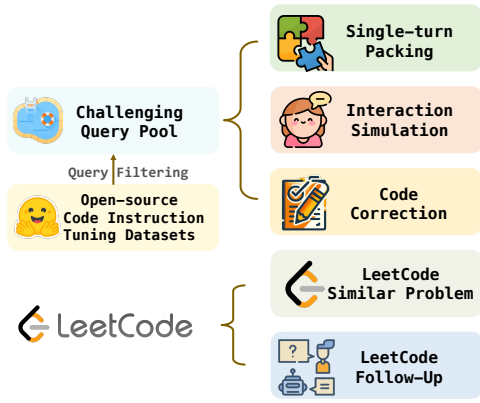 Single-turn
Packing
Challenging
Query Pool
Interaction
Simulation
Query Filtering
Open-source
Code Instruction
Tuning Datasets
Code
Correction
LeetCode
LeetCode
Similar Problem
?
LeetCode
Follow-Up